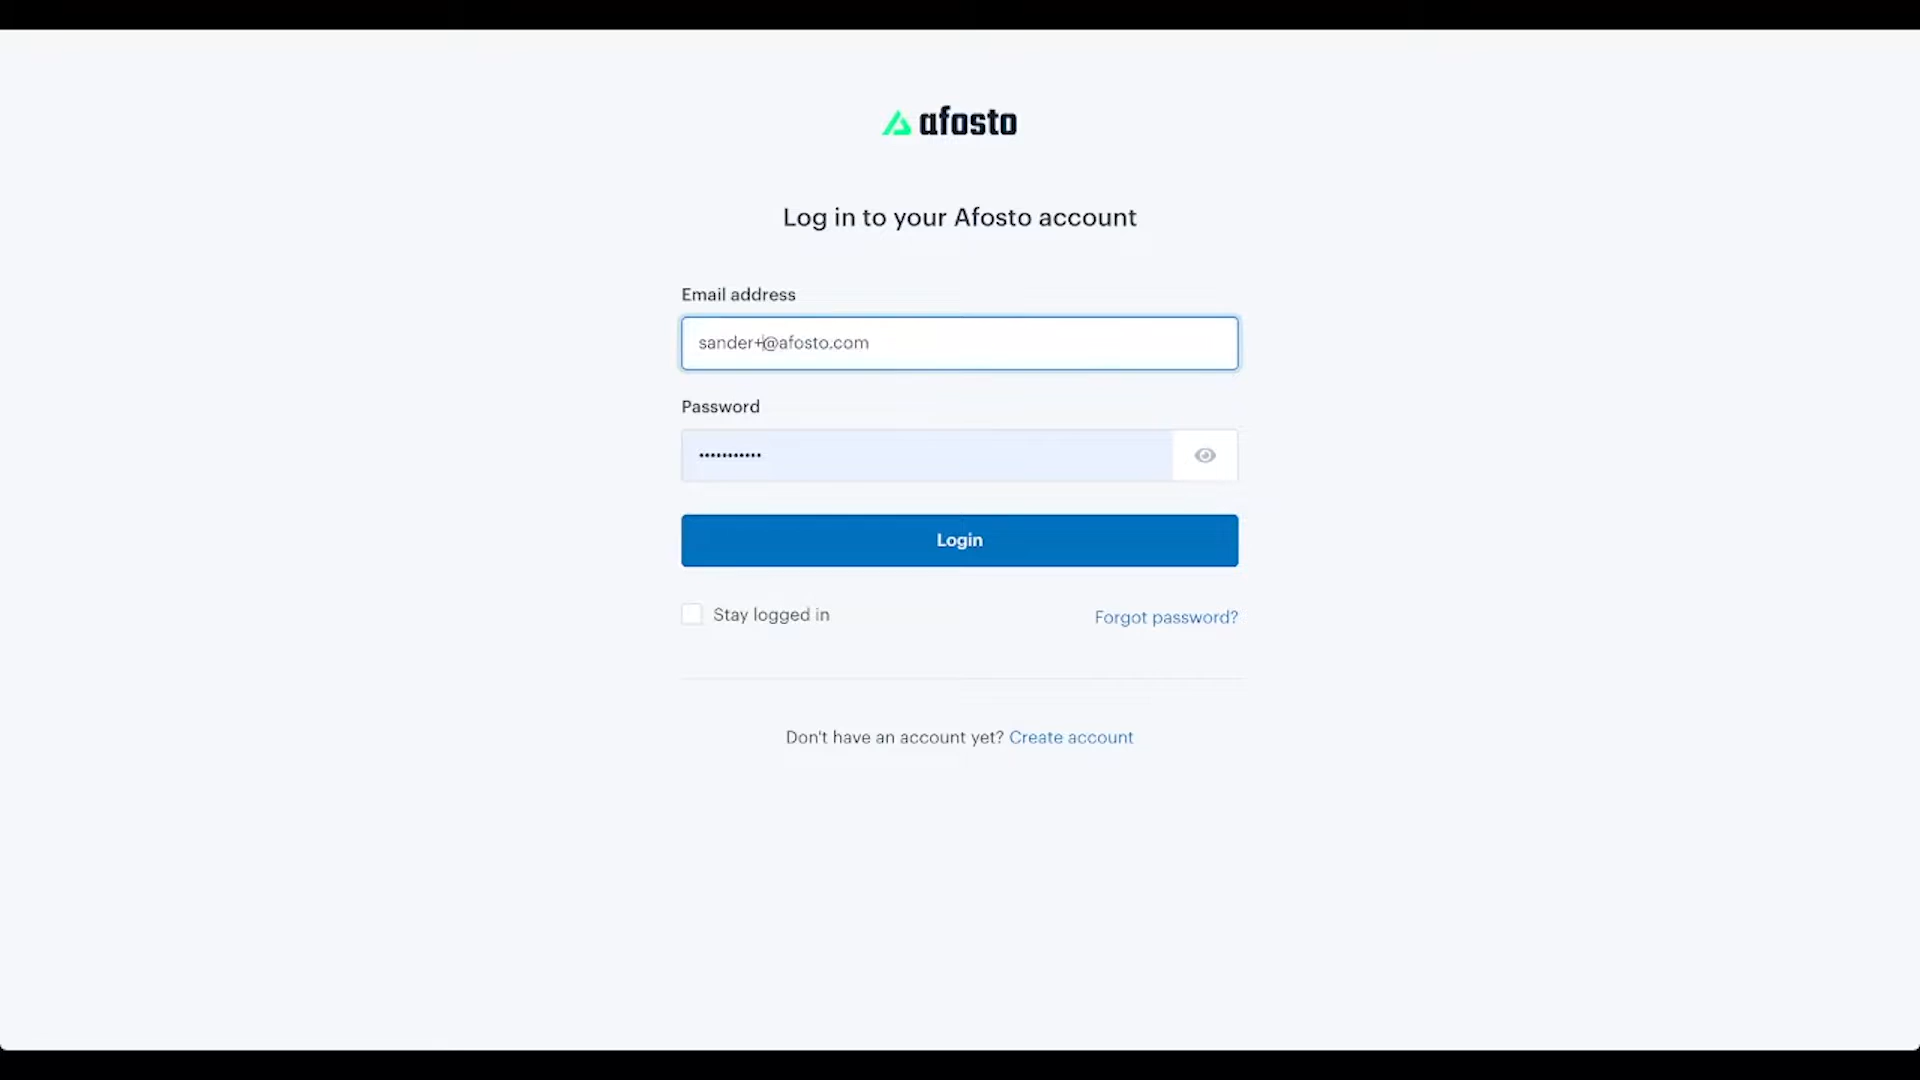 afosto
Log in to your Afosto account
Email address
sander+@afosto.com
Password
•••••••••••
Login
Stay logged in
Forgot password?
Don't have an account yet? Create account